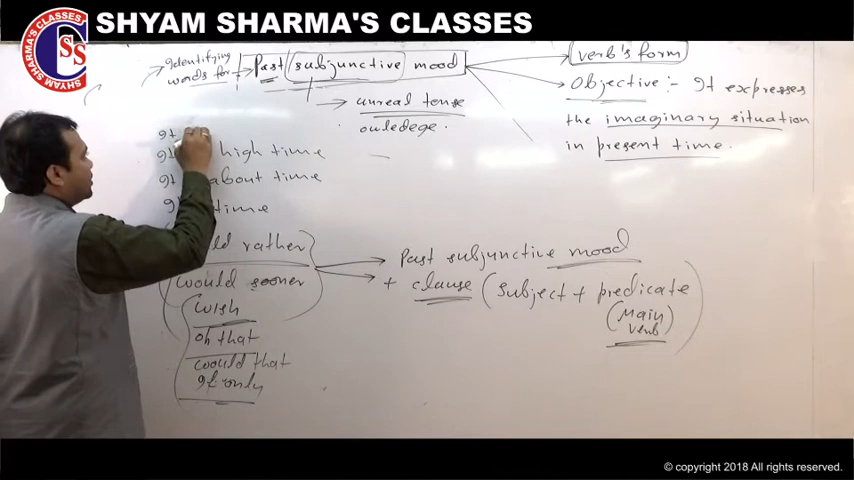 SHYAM SHARMA'S CLASSES
SHYAM SHARMA'S
CSS
CLASSES
Identifying
words for → Past subjunctive mood
verb's form
Objective :- It expresses
the imaginary situation
in present time.
→ unreal tense
It
It high time
It about time
time
rather
would sooner
wish
oh that
would that
If only
Past subjunctive mood
+ clause (subject + predicate
(Main
verb)
© copyright 2018 All right reserved.